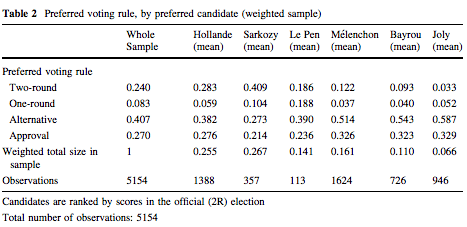 Table 2 Preferred voting rule, by preferred candidate (weighted sample)
Whole Sample Hollande (mean) Sarkozy (mean) Le Pen (mean) Mélenchon (mean) Bayrou (mean) Joly (mean)
Preferred voting rule
Two-round 0.240 0.283 0.409 0.186 0.122 0.093 0.033
One-round 0.083 0.059 0.104 0.188 0.037 0.040 0.052
Alternative 0.407 0.382 0.273 0.390 0.514 0.543 0.587
Approval 0.270 0.276 0.214 0.236 0.326 0.323 0.329
Weighted total size in sample 1 0.255 0.267 0.141 0.161 0.110 0.066
Observations 5154 1388 357 113 1624 726 946
Candidates are ranked by scores in the official (2R) election
Total number of observations: 5154